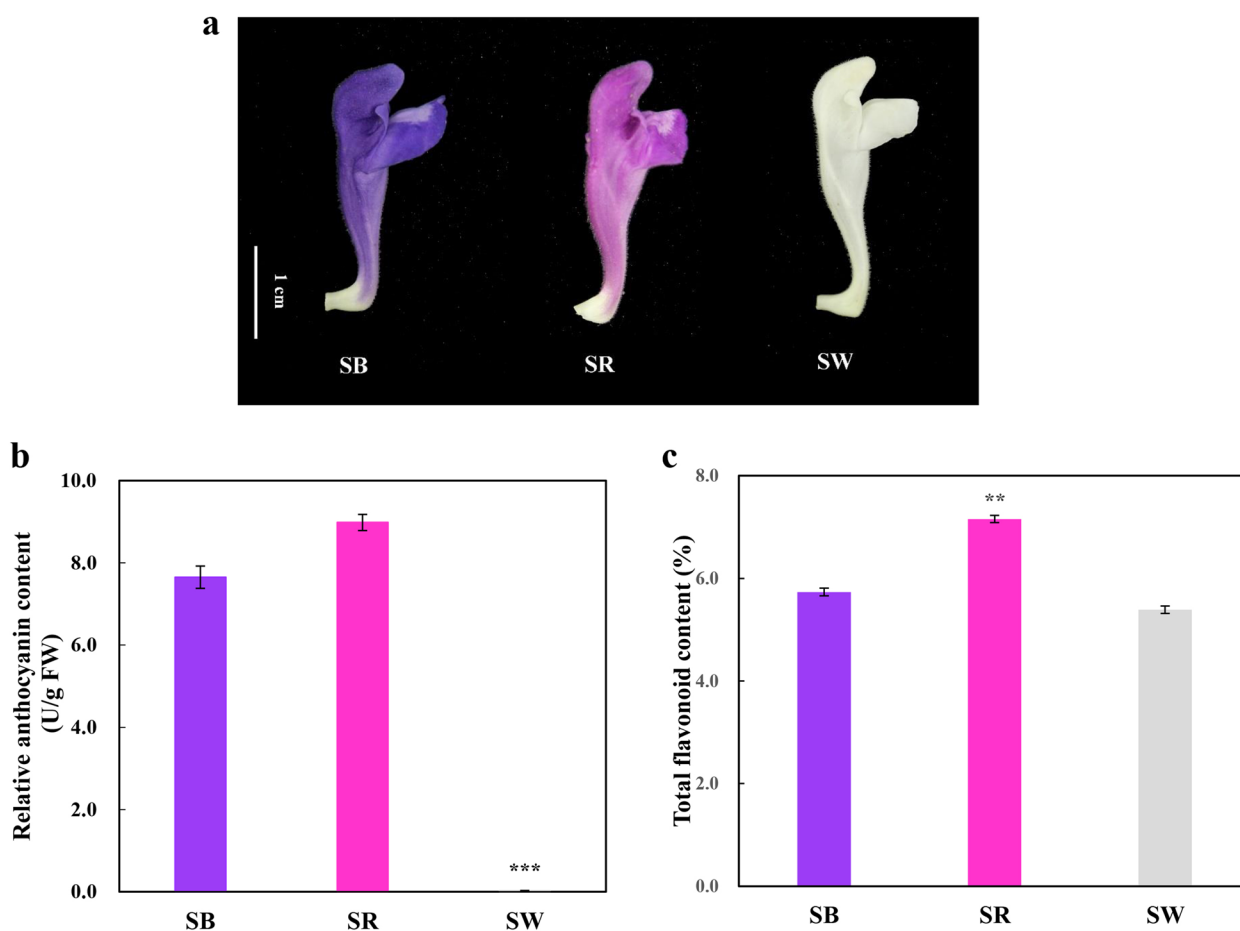 a
1 cm
SB
SR
SW
b
Relative anthocyanin content
(U/g FW)
10.0
8.0
6.0
4.0
2.0
0.0
***
SB
SR
SW
c
Total flavonoid content (%)
8.0
6.0
4.0
2.0
0.0
**
SB
SR
SW